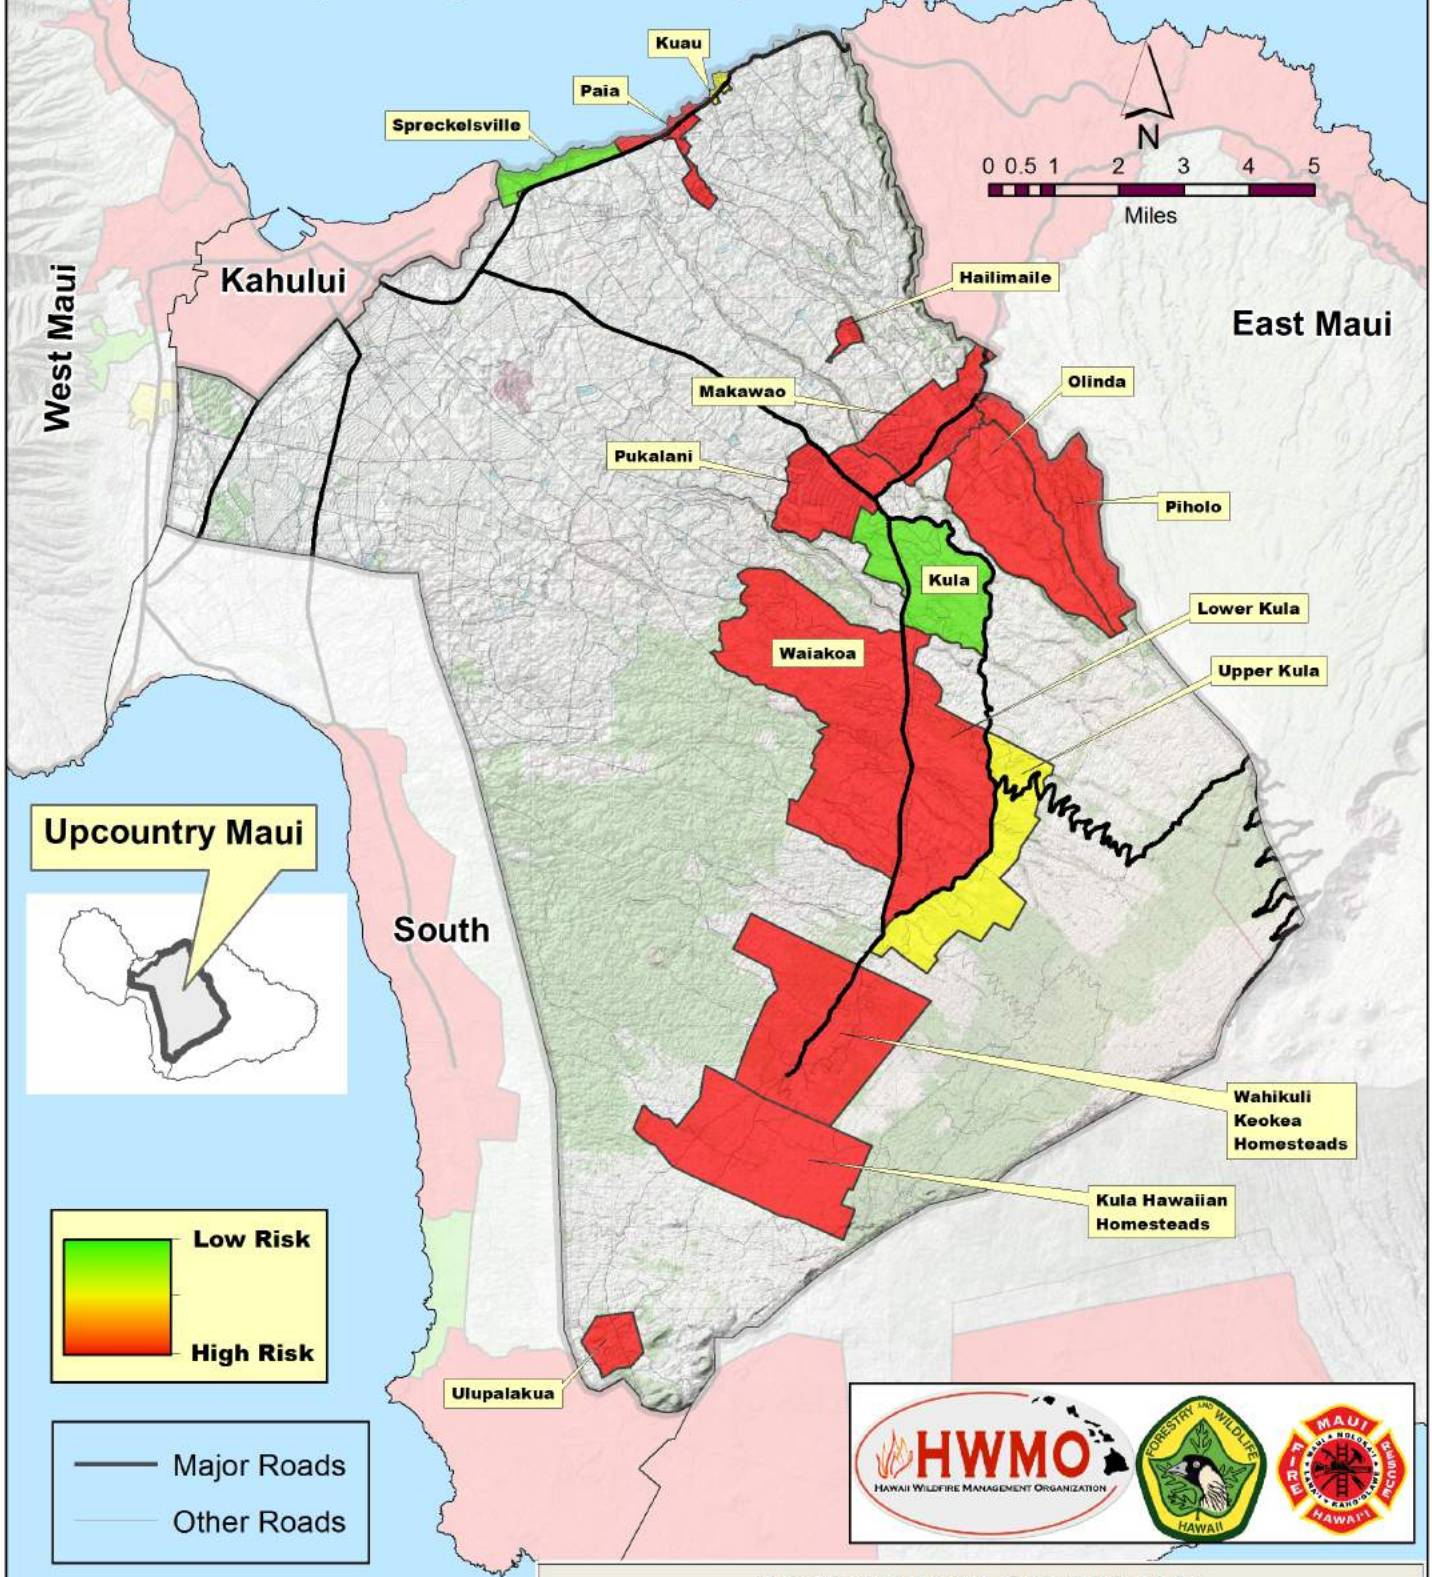 Kuau
Paia
Spreckelsville
N
0 0.5 1 2 3 4 5
Miles
Kahului
West Maui
Hailimaile
East Maui
Makawao
Olinda
Pukalani
Piholo
Kula
Lower Kula
Waiakoa
Upper Kula
Upcountry Maui
South
Wahikuli
Keokea
Homesteads
Kula Hawaiian
Homesteads
Low Risk
High Risk
Ulupalakua
Major Roads
Other Roads
HWMO
HAWAII WILDFIRE MANAGEMENT ORGANIZATION
FORESTRY AND WILDLIFE
HAWAII
MAUI
FIRE
RESCUE
HAWAI'I